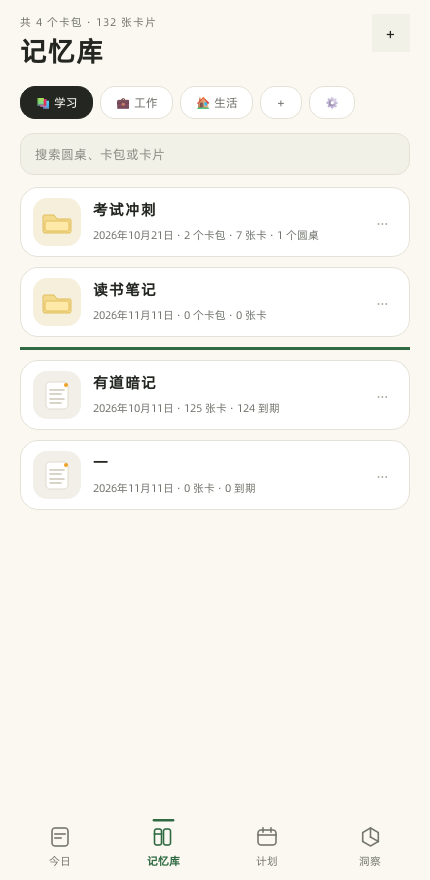 共 4 个卡包 · 132 张卡片
记忆库
+
📚 学习
💼 工作
🏠 生活
+
⚙️
搜索圆桌、卡包或卡片
考试冲刺
2026年10月21日 · 2 个卡包 · 7 张卡 · 1 个圆桌
...
读书笔记
2026年11月11日 · 0 个卡包 · 0 张卡
...
有道暗记
2026年10月11日 · 125 张卡 · 124 到期
...
一
2026年11月11日 · 0 张卡 · 0 到期
...
今日
记忆库
计划
洞察